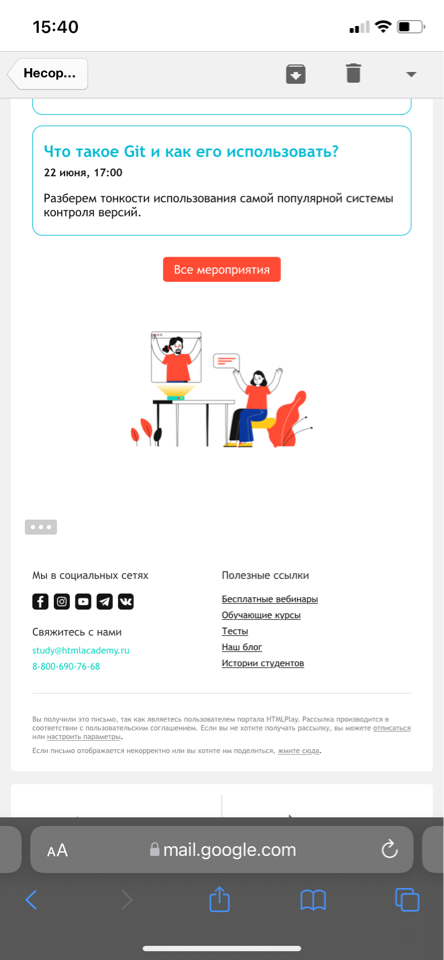 15:40
Несор...
Что такое Git и как его использовать?
22 июня, 17:00
Разберем тонкости использования самой популярной системы
контроля версий.
Все мероприятия
Мы в социальных сетях
Полезные ссылки
Бесплатные вебинары
Обучающие курсы
Свяжитесь с нами
Тесты
study@htmlacademy.ru
Наш блог
8-800-690-76-68
Истории студентов
Вы получили это письмо, так как являетесь пользователем портала HTMLPlay. Рассылка производится в
соответствии с пользовательским соглашением. Если вы не хотите получать рассылку, вы можете отписаться
или настроить параметры.
Если письмо отображается некорректно или вы хотите им поделиться, жмите сюда.
AA
mail.google.com